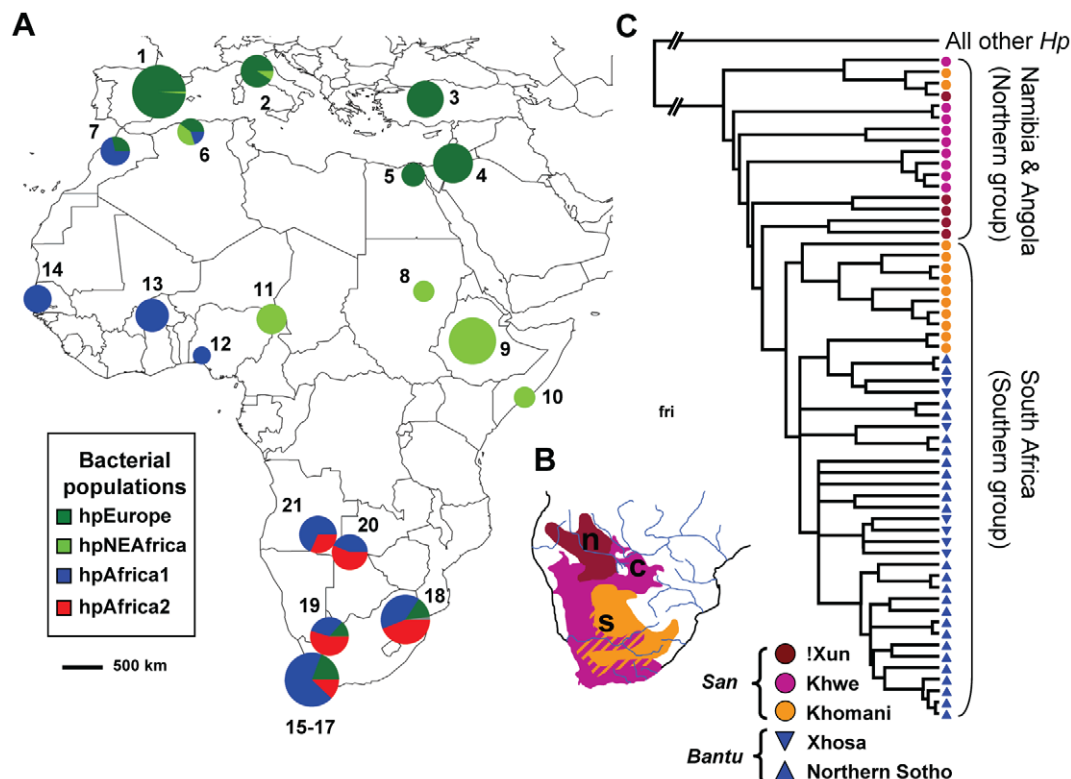 A
1
2
3
4
5
6
7
8
9
10
11
12
13
14
15-17
18
19
20
21
Bacterial
populations
hpEurope
hpNEAfrica
hpAfrica1
hpAfrica2
500 km
fri
B
n
c
s
San
!Xun
Khwe
Khomani
Bantu
Xhosa
Northern Sotho
C
All other Hp
Namibia & Angola
(Northern group)
South Africa
(Southern group)